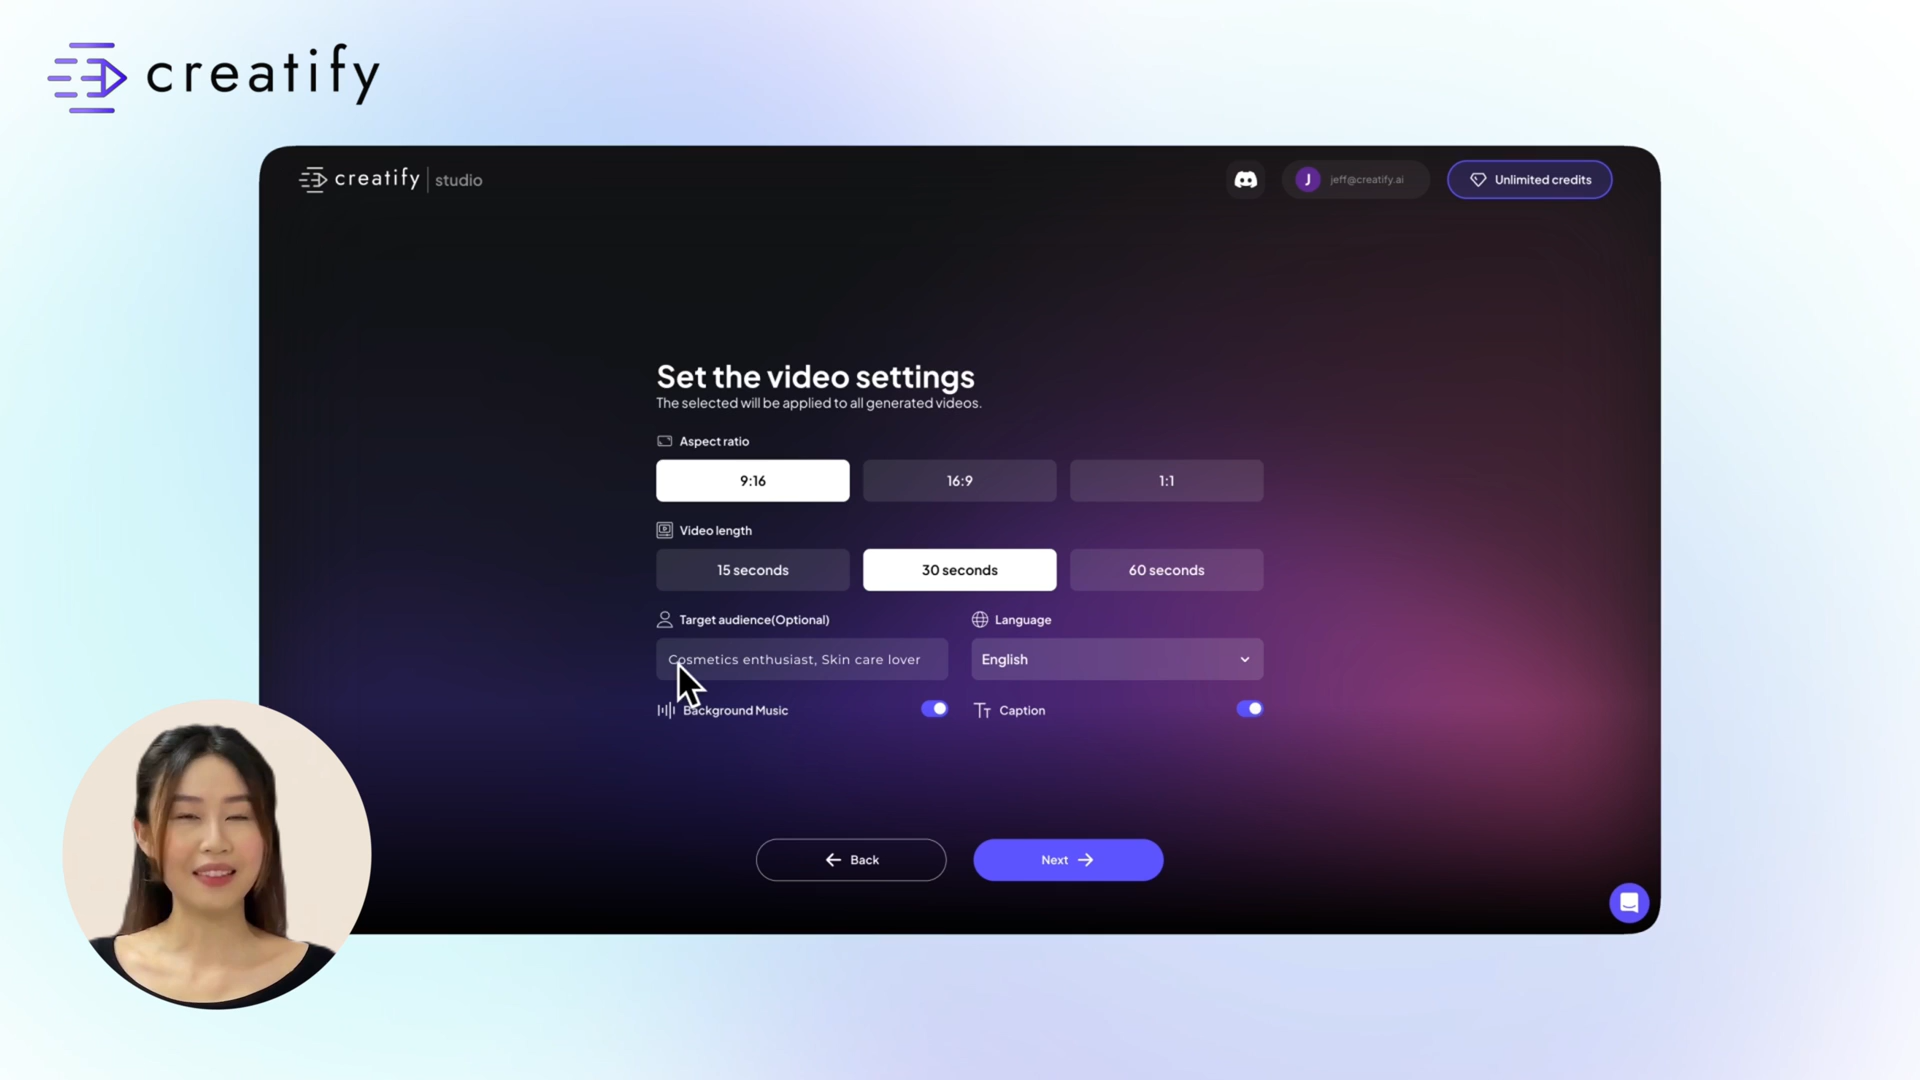 creatify
creatify | studio
J jeff@creatify.ai
Unlimited credits
Set the video settings
The selected will be applied to all generated videos.
Aspect ratio
9:16 16:9 1:1
Video length
15 seconds 30 seconds 60 seconds
Target audience(Optional) Language
Cosmetics enthusiast, Skin care lover English
Background Music Caption
Back Next